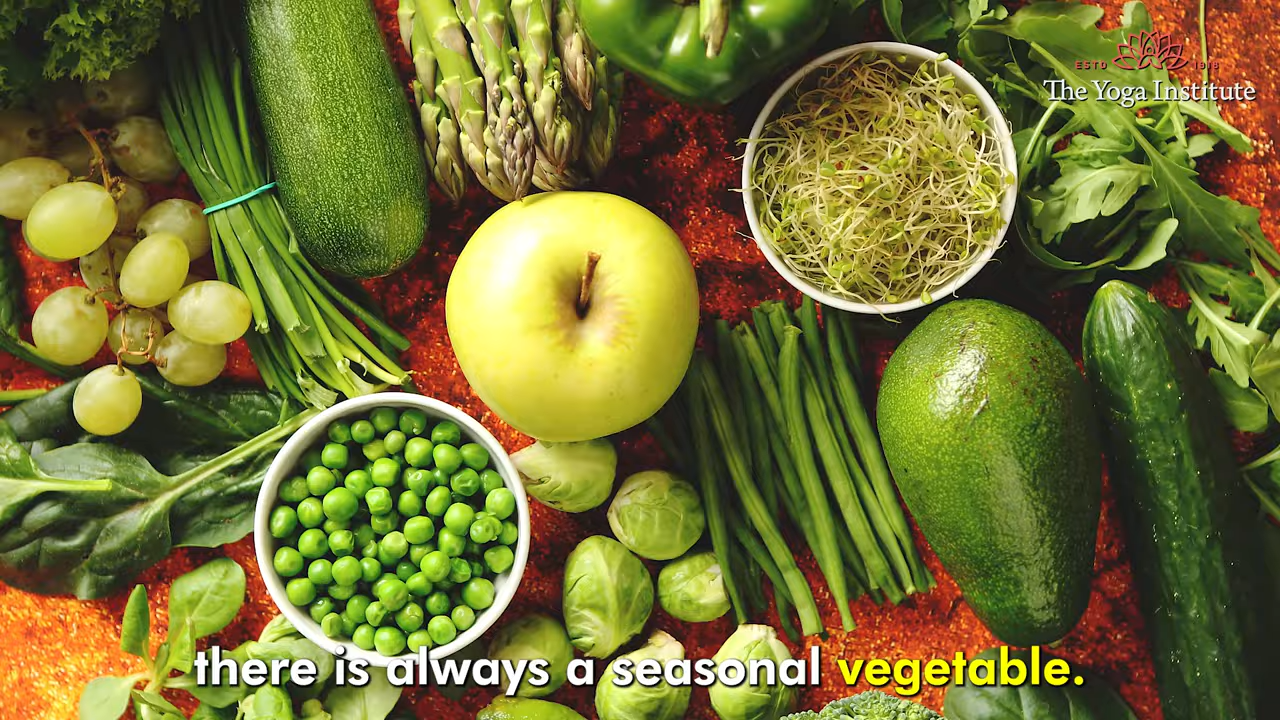 ESTD 1918
The Yoga Institute
there is always a seasonal vegetable.